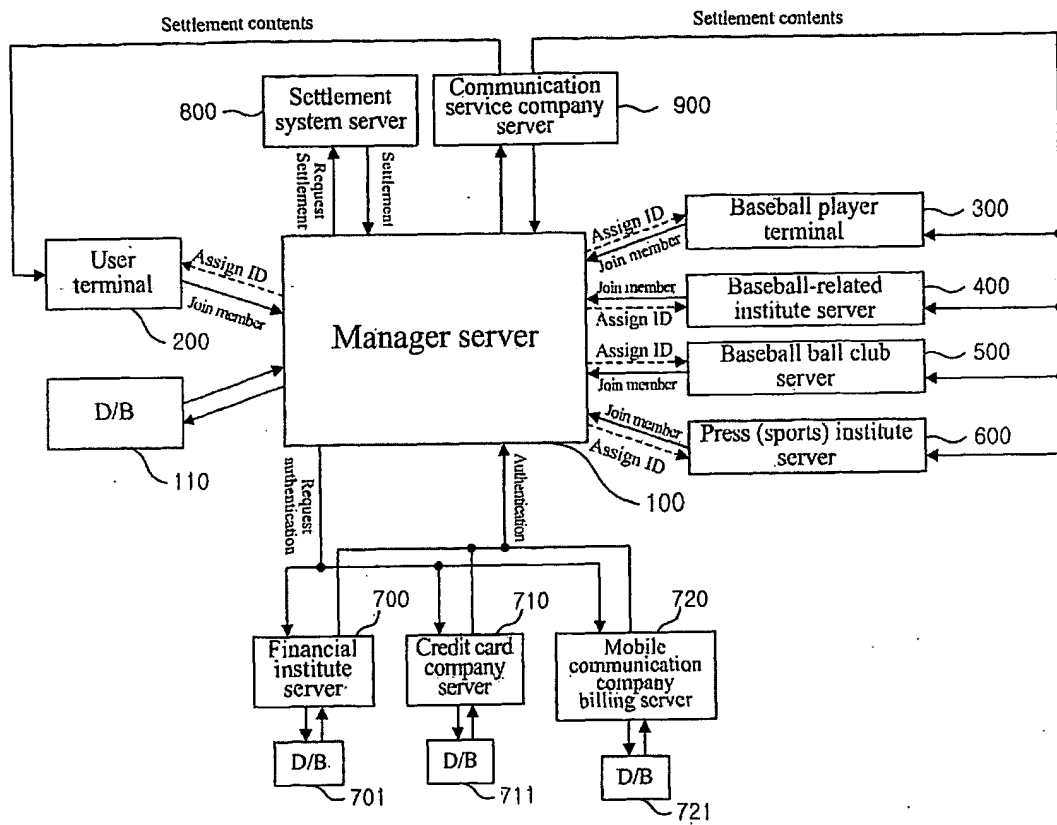 Settlement contents
Settlement contents
800
Settlement
system server
Communication
service company
server
900
Request
Settlement
Settlement
User
terminal
200
Assign ID
Join member
D/B
110
Manager server
100
Assign ID
Join member
Baseball player
terminal
300
Join member
Assign ID
Baseball-related
institute server
400
Assign ID
Join member
Baseball ball club
server
500
Join member
Assign ID
Press (sports) institute
server
600
Request
authentication
Authentication
700
Financial
institute
server
710
Credit card
company
server
720
Mobile
communication
company
billing server
D/B
701
D/B
711
D/B
721